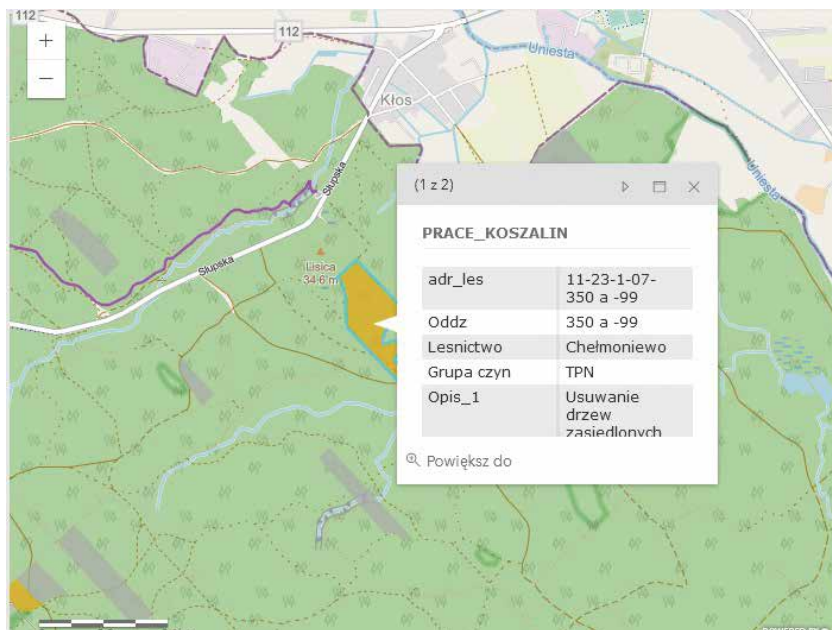 112
112
+
−
Uniesta
Kłos
Słupska
Uniesta
(1 z 2)
PRACE_KOSZALIN
adr_les 11-23-1-07-
350 a -99
Oddz 350 a -99
Lesnictwo Chełmoniewo
Grupa czyn TPN
Opis_1 Usuwanie
drzew
zasiedlonych
Powiększ do
Słupska
Lisica
34.6 m